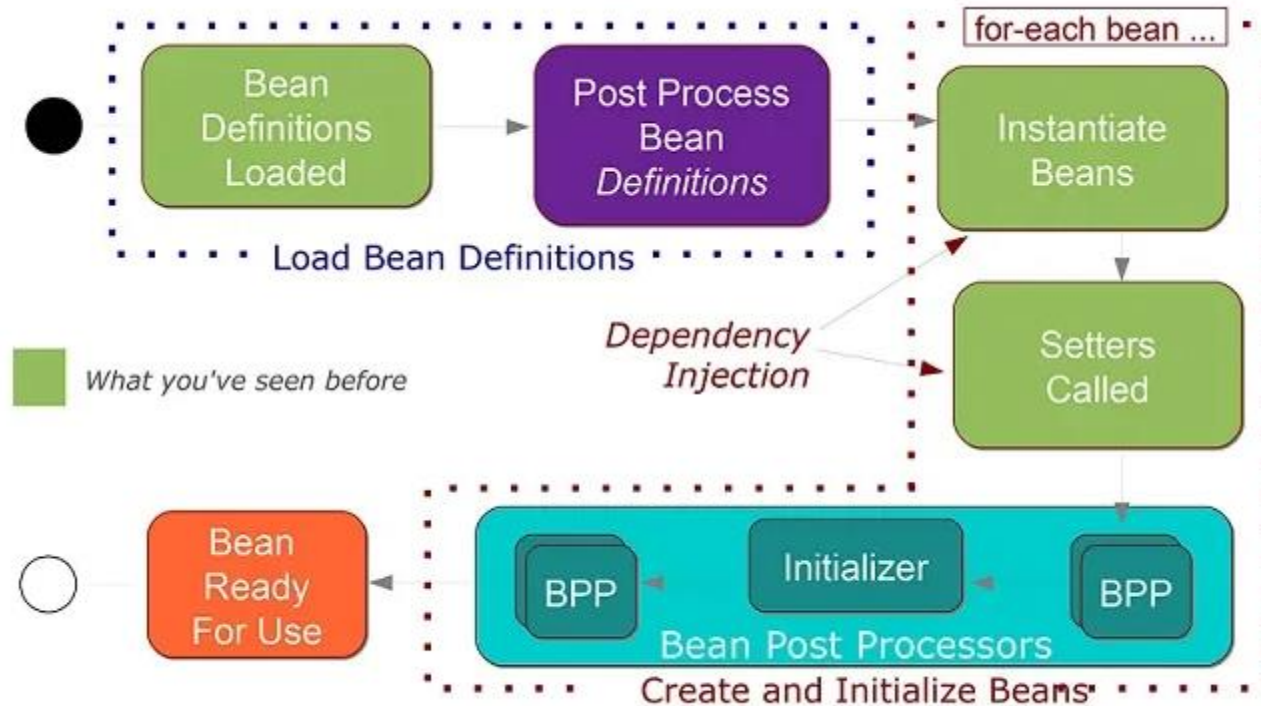 for-each bean ...
Bean
Definitions
Loaded
Post Process
Bean
Definitions
Instantiate
Beans
Load Bean Definitions
Dependency
Injection
Setters
Called
What you've seen before
Bean
Ready
For Use
BPP
Initializer
BPP
Bean Post Processors
Create and Initialize Beans